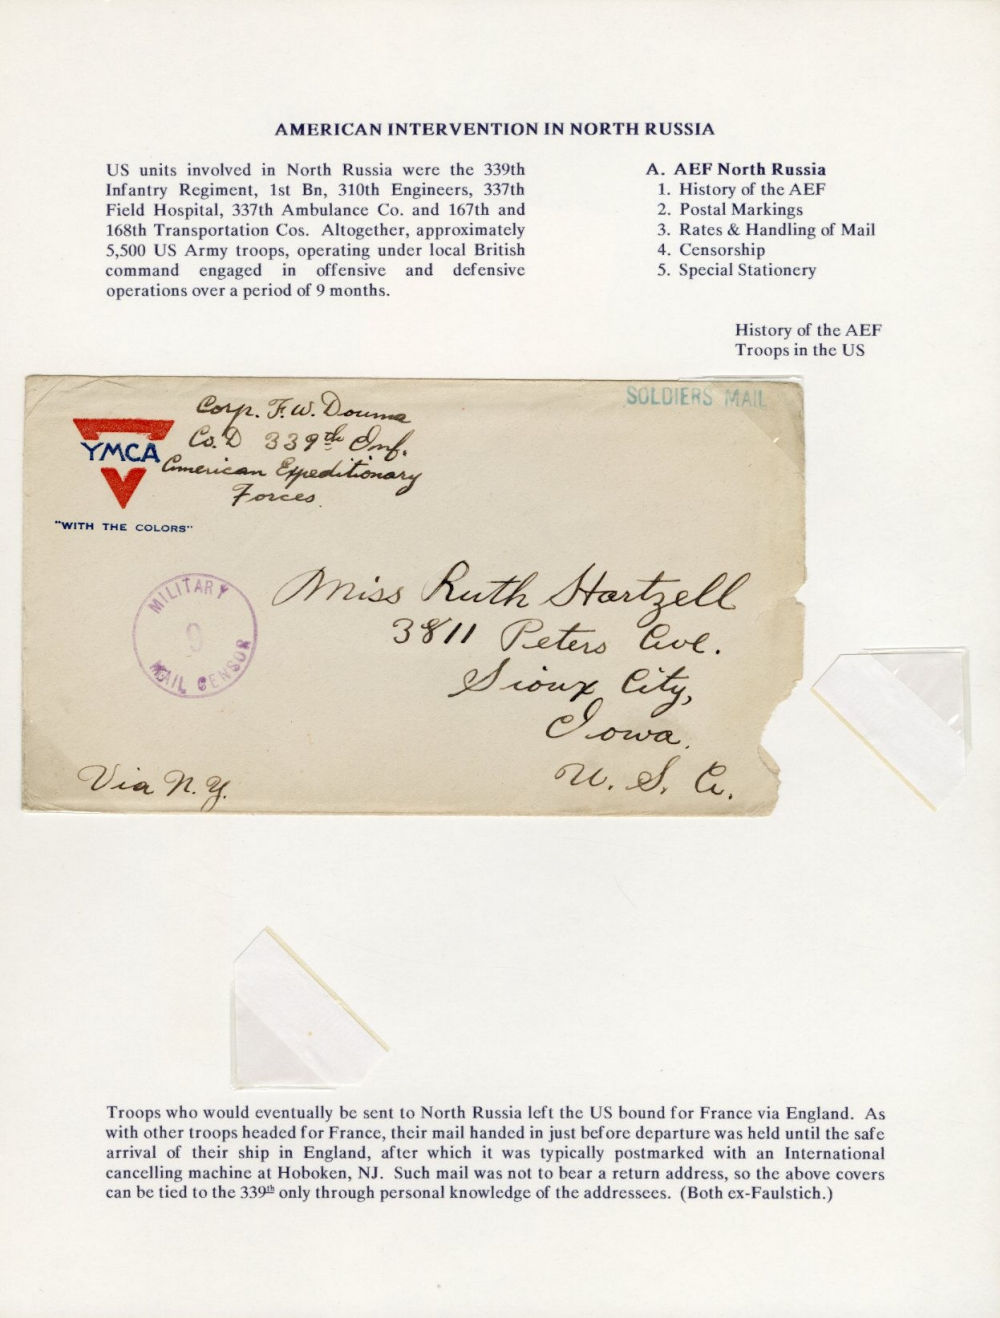 AMERICAN INTERVENTION IN NORTH RUSSIA
US units involved in North Russia were the 339th
Infantry Regiment, 1st Bn, 310th Engineers, 337th
Field Hospital, 337th Ambulance Co. and 167th and
168th Transportation Cos. Altogether, approximately
5,500 US Army troops, operating under local British
command engaged in offensive and defensive
operations over a period of 9 months.
A. AEF North Russia
1. History of the AEF
2. Postal Markings
3. Rates & Handling of Mail
4. Censorship
5. Special Stationery
History of the AEF
Troops in the US
SOLDIERS MAIL
Corp. F. W. Douma
Co. D 339th Inf.
American Expeditionary
Forces.
YMCA
"WITH THE COLORS"
MILITARY
9
MAIL CENSOR
Miss Ruth Hartzell
3811 Peters Ave.
Sioux City,
Iowa.
U. S. A.
Via N. Y.
Troops who would eventually be sent to North Russia left the US bound for France via England. As
with other troops headed for France, their mail handed in just before departure was held until the safe
arrival of their ship in England, after which it was typically postmarked with an International
cancelling machine at Hoboken, NJ. Such mail was not to bear a return address, so the above covers
can be tied to the 339th only through personal knowledge of the addressees. (Both ex-Faulstich.)